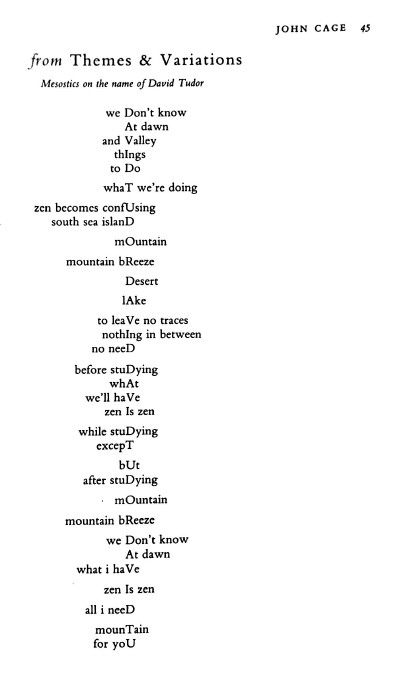 JOHN CAGE 45
from Themes & Variations
Mesostics on the name of David Tudor
we Don't know
At dawn
and Valley
thIngs
to Do
whaT we're doing
zen becomes confUsing
south sea islanD
mOuntain
mountain bReeze
Desert
lAke
to leaVe no traces
nothIng in between
no neeD
before stuDying
whAt
we'll haVe
zen Is zen
while stuDying
excepT
bUt
after stuDying
mOuntain
mountain bReeze
we Don't know
At dawn
what i haVe
zen Is zen
all i neeD
mounTain
for yoU